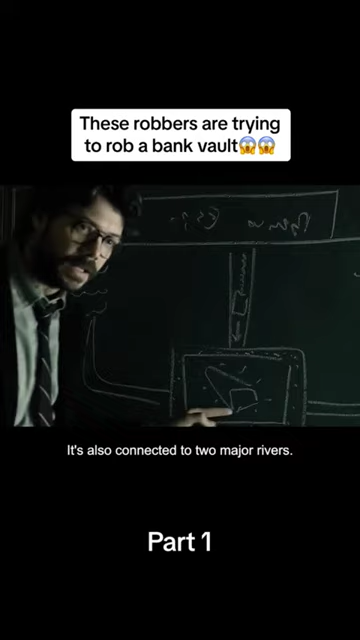 These robbers are trying
to rob a bank vault😱😱
It's also connected to two major rivers.
Part 1